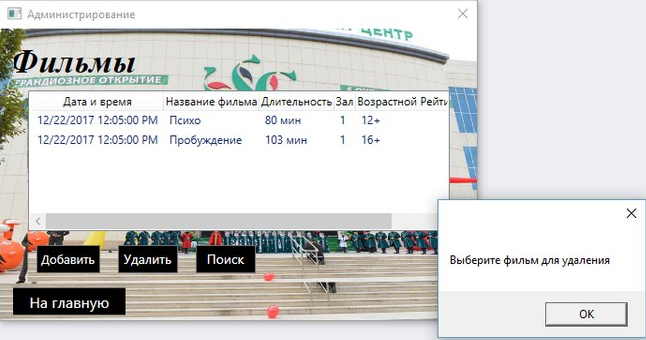 Администрирование
ЦЕНТР
Фильмы
ГРАНДИОЗНОЕ ОТКРЫТИЕ
Дата и время Название фильма Длительность Зал Возрастной Рейти
12/22/2017 12:05:00 PM Психо 80 мин 1 12+
12/22/2017 12:05:00 PM Пробуждение 103 мин 1 16+
Добавить Удалить Поиск
На главную
Выберите фильм для удаления
OK